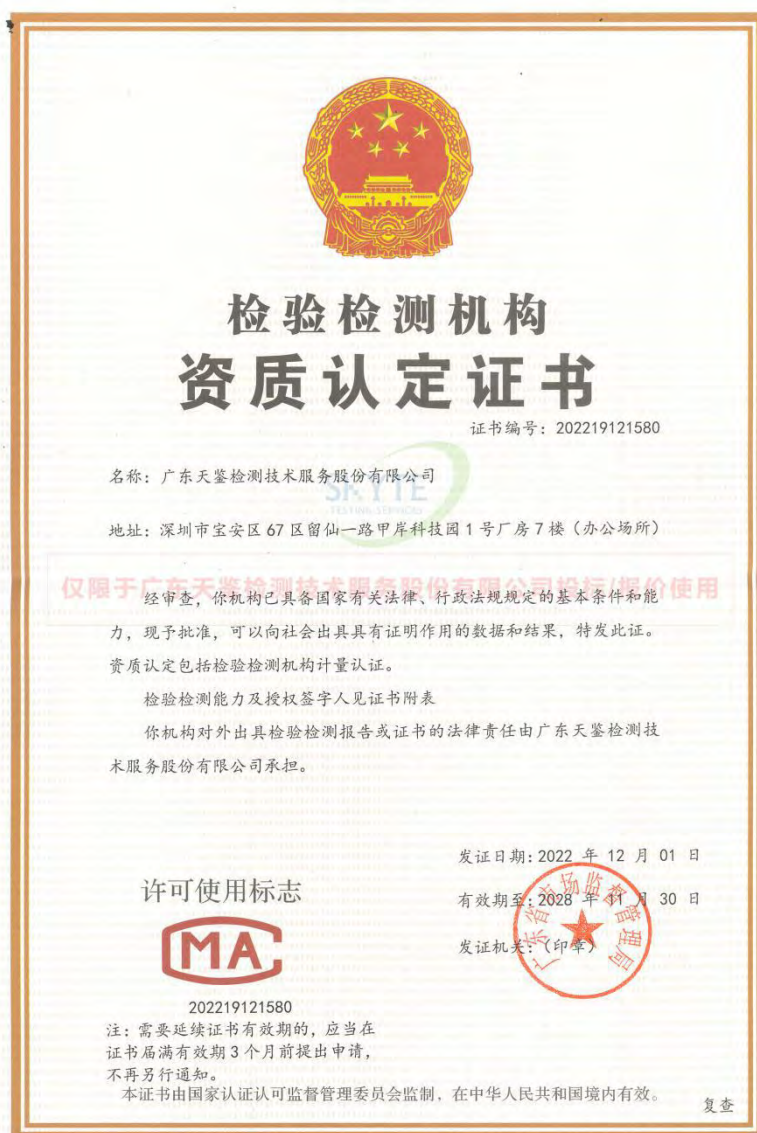 检验检测机构
资质认定证书
证书编号：202219121580
名称：广东天鉴检测技术服务股份有限公司
SKYTE
TESTING SERVICES
地址：深圳市宝安区67区留仙一路甲岸科技园1号厂房7楼（办公场所）
仅限于广东天鉴检测技术服务股份有限公司投标/报价使用
经审查，你机构已具备国家有关法律、行政法规规定的基本条件和能
力，现予批准，可以向社会出具具有证明作用的数据和结果，特发此证。
资质认定包括检验检测机构计量认证。
检验检测能力及授权签字人见证书附表
你机构对外出具检验检测报告或证书的法律责任由广东天鉴检测技
术服务股份有限公司承担。
发证日期：2022 年 12 月 01 日
许可使用标志
有效期至：2028 年 11 月 30 日
发证机关：（印章）
广东省市场监督管理局
MA
202219121580
注：需要延续证书有效期的，应当在
证书届满有效期3个月前提出申请，
不再另行通知。
本证书由国家认证认可监督管理委员会监制，在中华人民共和国境内有效。
复查